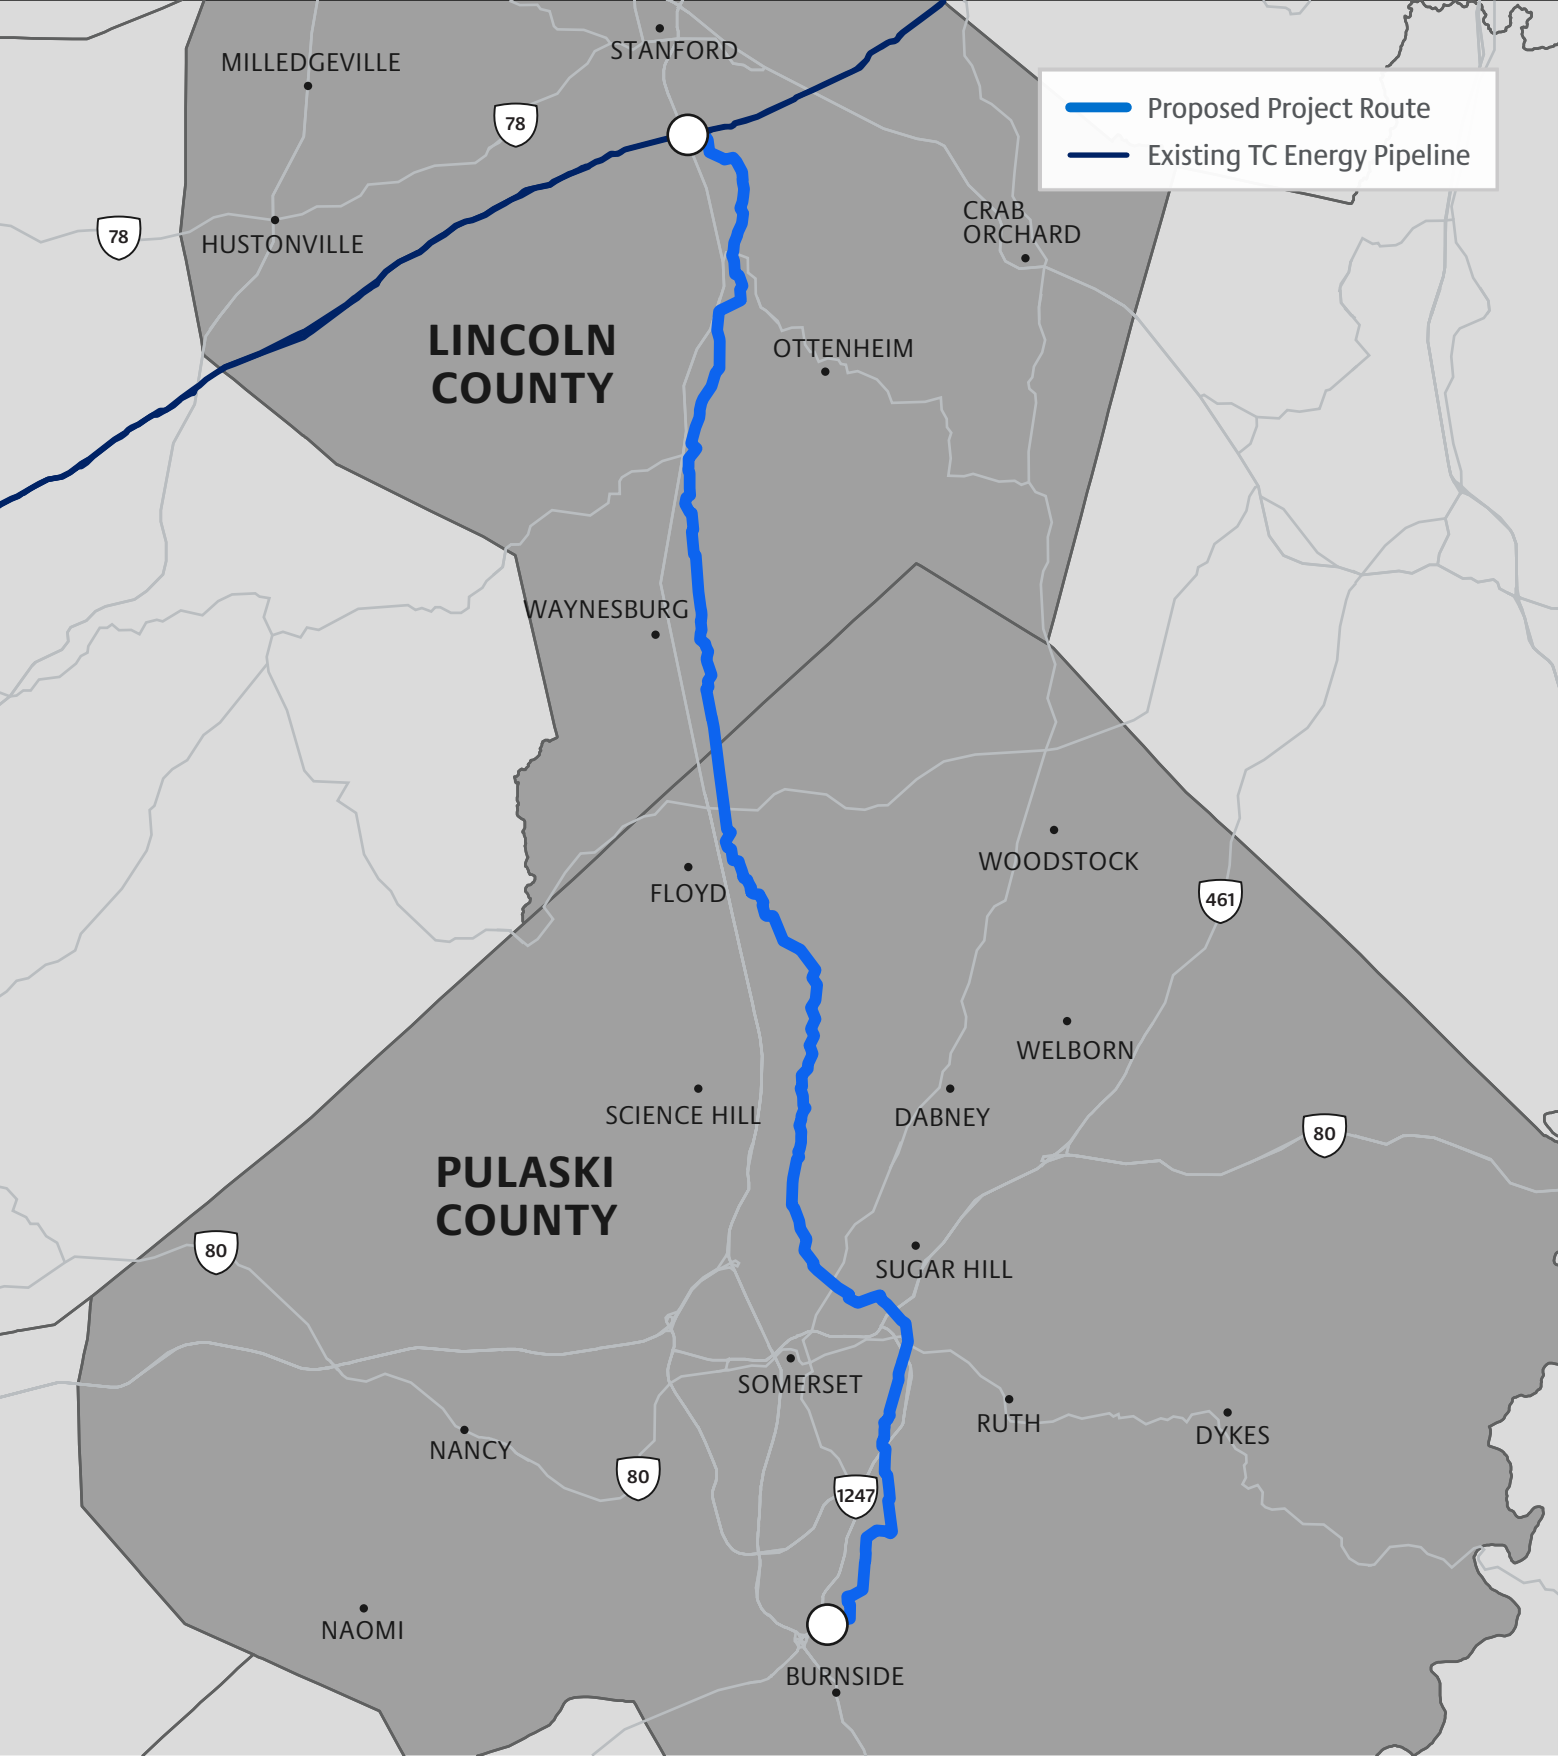 STANFORD
MILLEDGEVILLE
Proposed Project Route
78
Existing TC Energy Pipeline
CRAB
ORCHARD
78
HUSTONVILLE
LINCOLN
COUNTY
OTTENHEIM
WAYNESBURG
WOODSTOCK
FLOYD
461
WELBORN
SCIENCE HILL
DABNEY
80
PULASKI
COUNTY
80
SUGAR HILL
SOMERSET
RUTH
DYKES
NANCY
80
1247
NAOMI
BURNSIDE